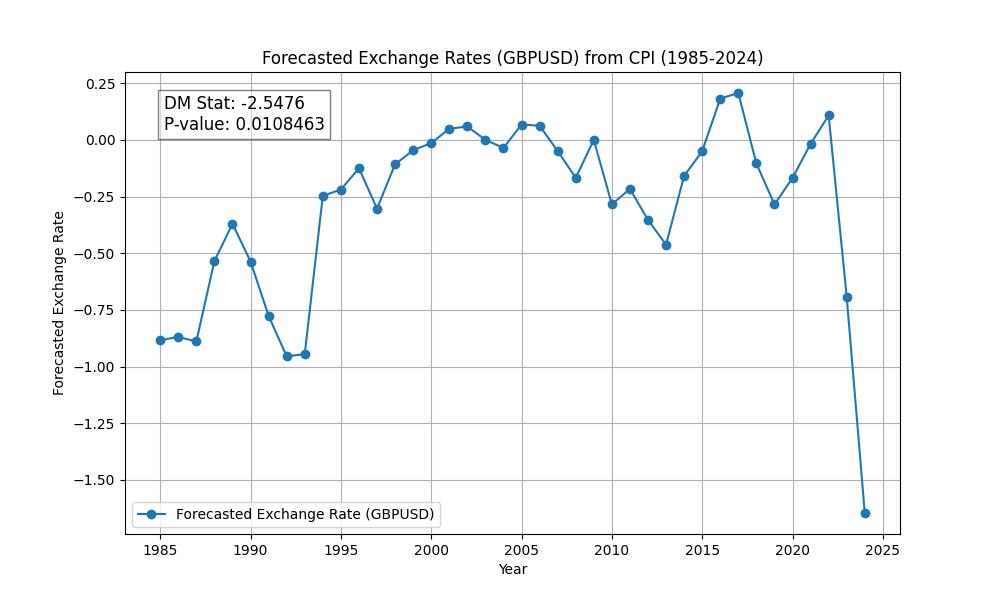 Forecasted Exchange Rates (GBPUSD) from CPI (1985-2024)
DM Stat: -2.5476
P-value: 0.0108463
0.25
0.00
−0.25
−0.50
−0.75
−1.00
−1.25
−1.50
Forecasted Exchange Rate
Forecasted Exchange Rate (GBPUSD)
1985 1990 1995 2000 2005 2010 2015 2020 2025
Year